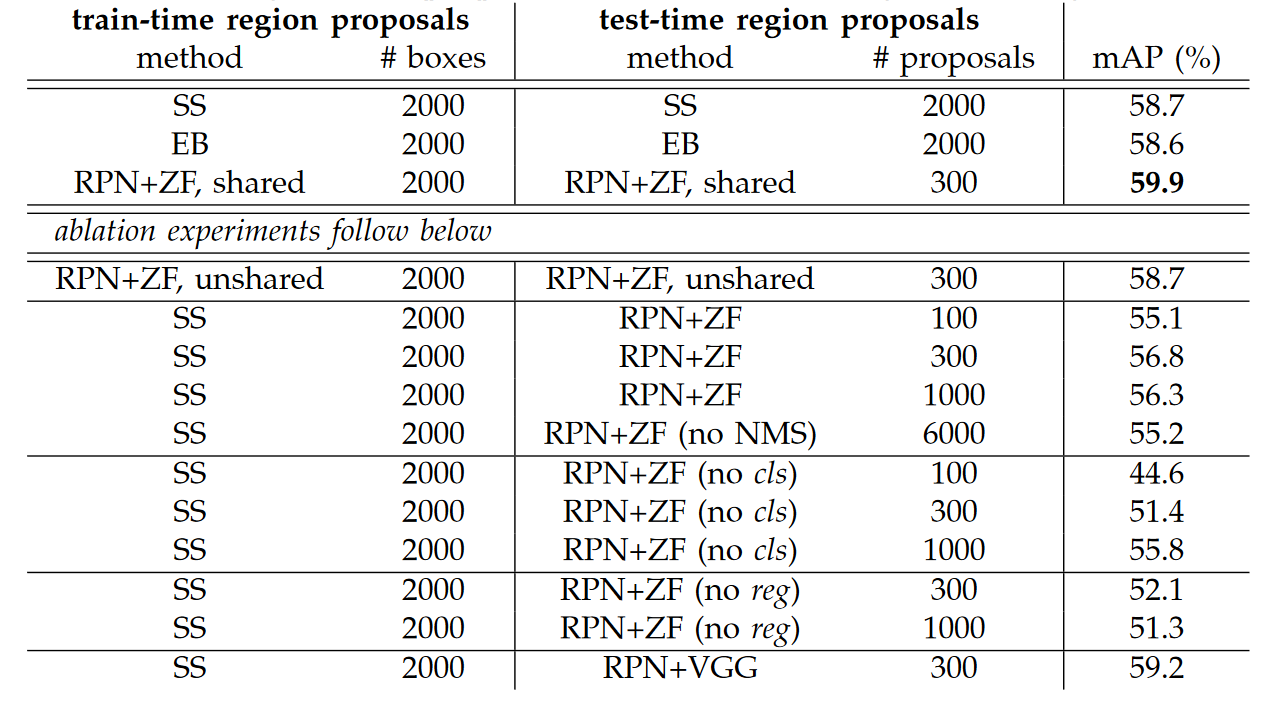 train-time region proposals test-time region proposals
method # boxes method # proposals mAP (%)
SS 2000 SS 2000 58.7
EB 2000 EB 2000 58.6
RPN+ZF, shared 2000 RPN+ZF, shared 300 59.9
ablation experiments follow below
RPN+ZF, unshared 2000 RPN+ZF, unshared 300 58.7
SS 2000 RPN+ZF 100 55.1
SS 2000 RPN+ZF 300 56.8
SS 2000 RPN+ZF 1000 56.3
SS 2000 RPN+ZF (no NMS) 6000 55.2
SS 2000 RPN+ZF (no cls) 100 44.6
SS 2000 RPN+ZF (no cls) 300 51.4
SS 2000 RPN+ZF (no cls) 1000 55.8
SS 2000 RPN+ZF (no reg) 300 52.1
SS 2000 RPN+ZF (no reg) 1000 51.3
SS 2000 RPN+VGG 300 59.2